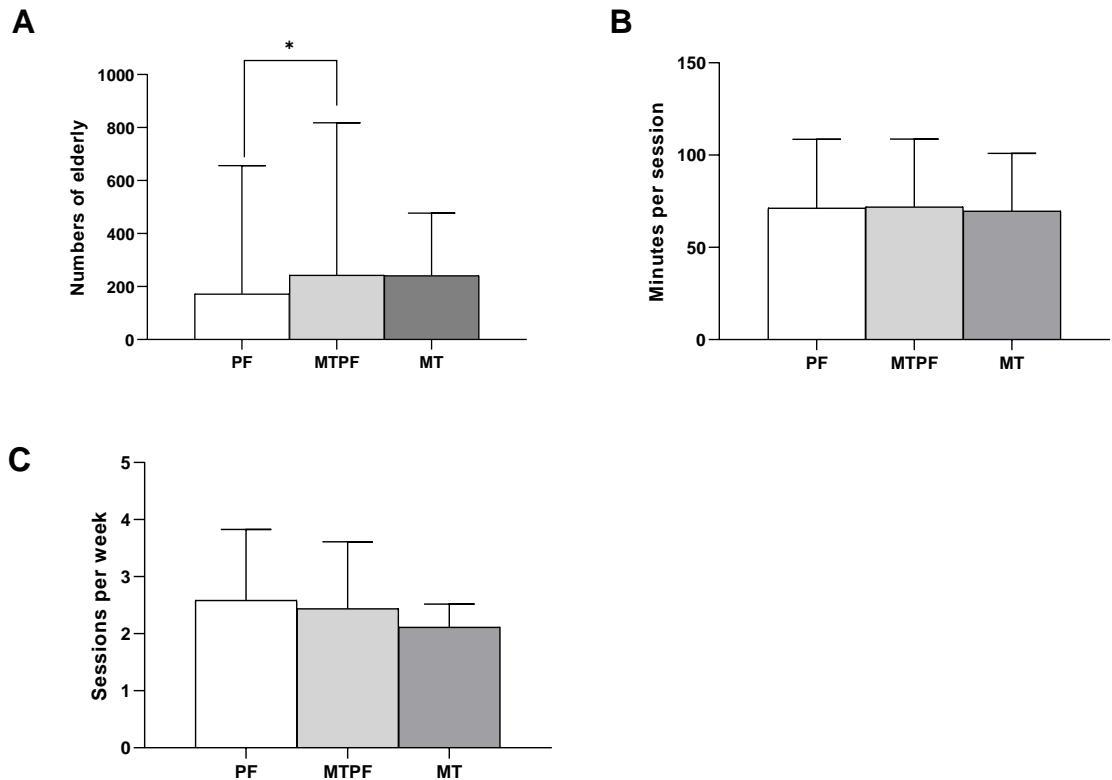 A
*
Numbers of elderly
1000
800
600
400
200
0
PF MTPF MT
B
Minutes per session
150
100
50
0
PF MTPF MT
C
Sessions per week
5
4
3
2
1
0
PF MTPF MT